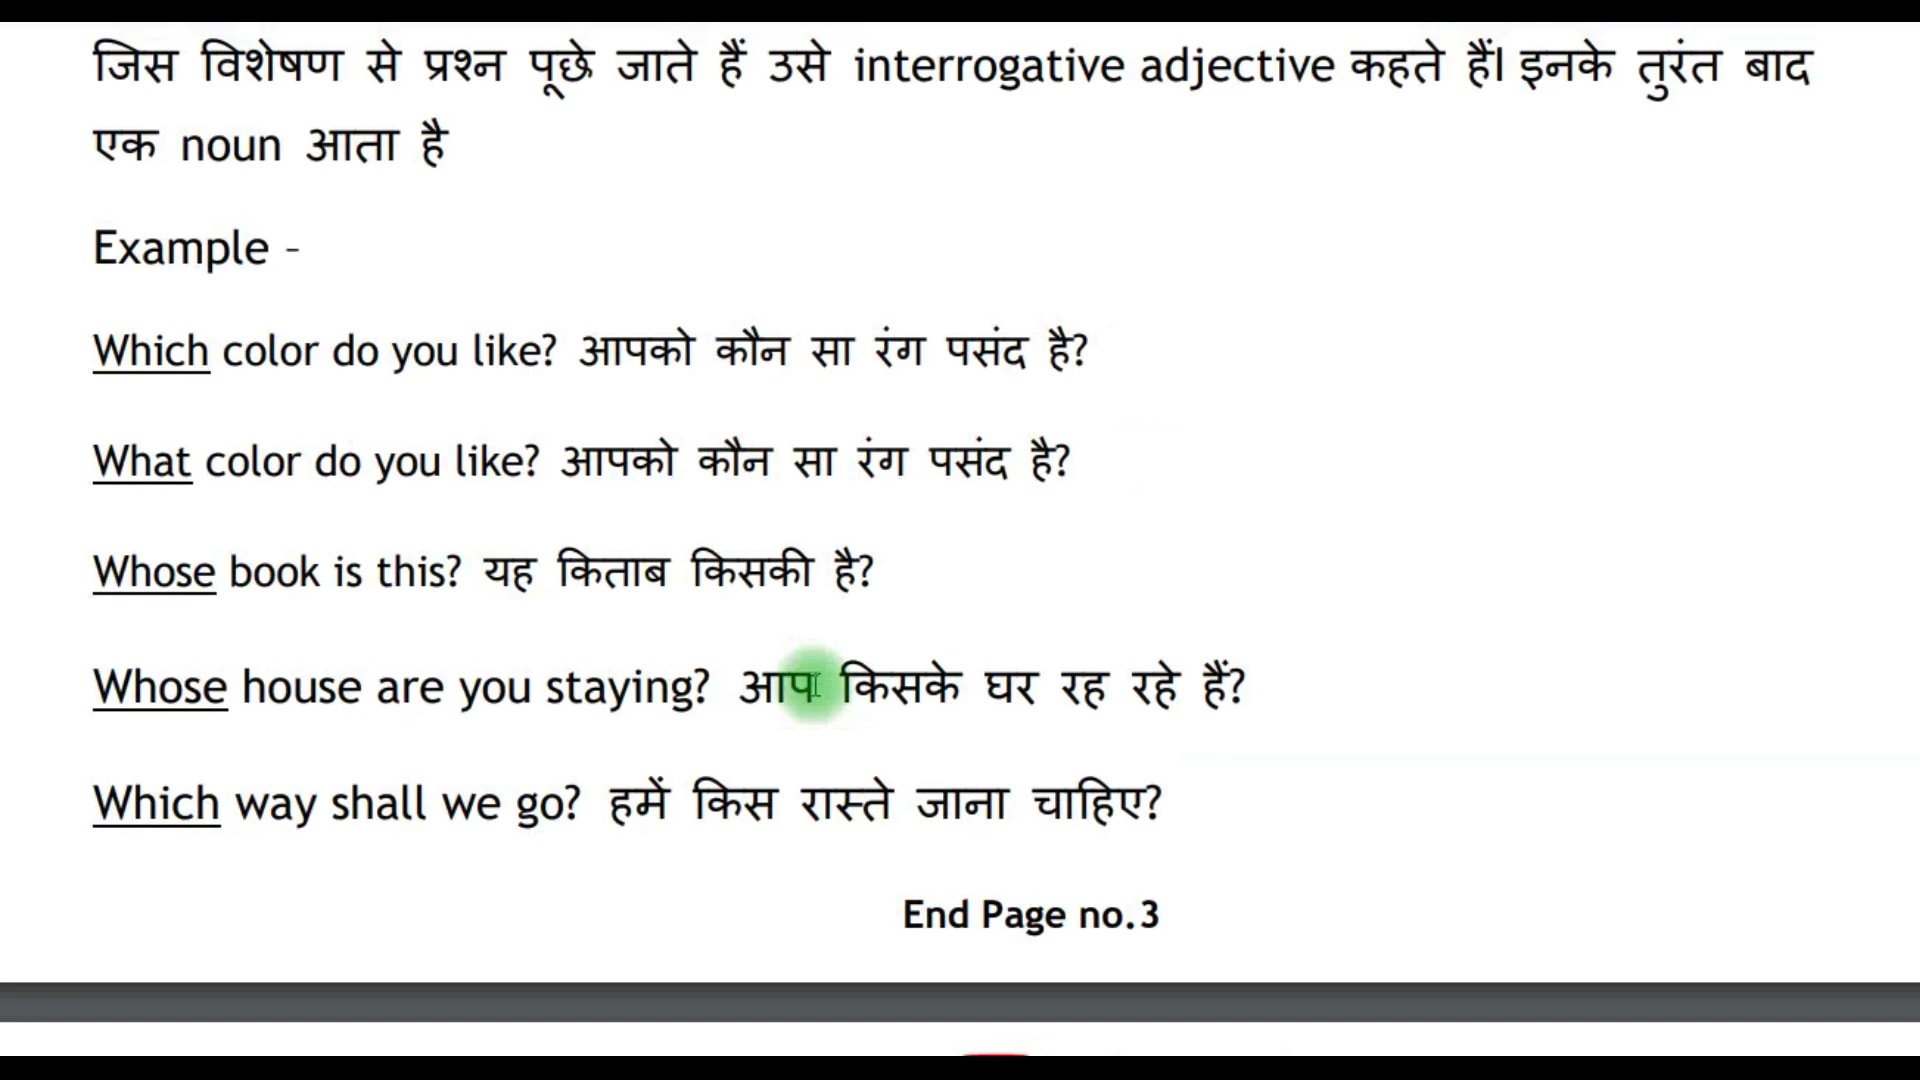 जिस विशेषण से प्रश्न पूछे जाते हैं उसे interrogative adjective कहते हैं। इनके तुरंत बाद
एक noun आता है
Example -
Which color do you like? आपको कौन सा रंग पसंद है?
What color do you like? आपको कौन सा रंग पसंद है?
Whose book is this? यह किताब किसकी है?
Whose house are you staying? आप किसके घर रह रहे हैं?
Which way shall we go? हमें किस रास्ते जाना चाहिए?
End Page no.3